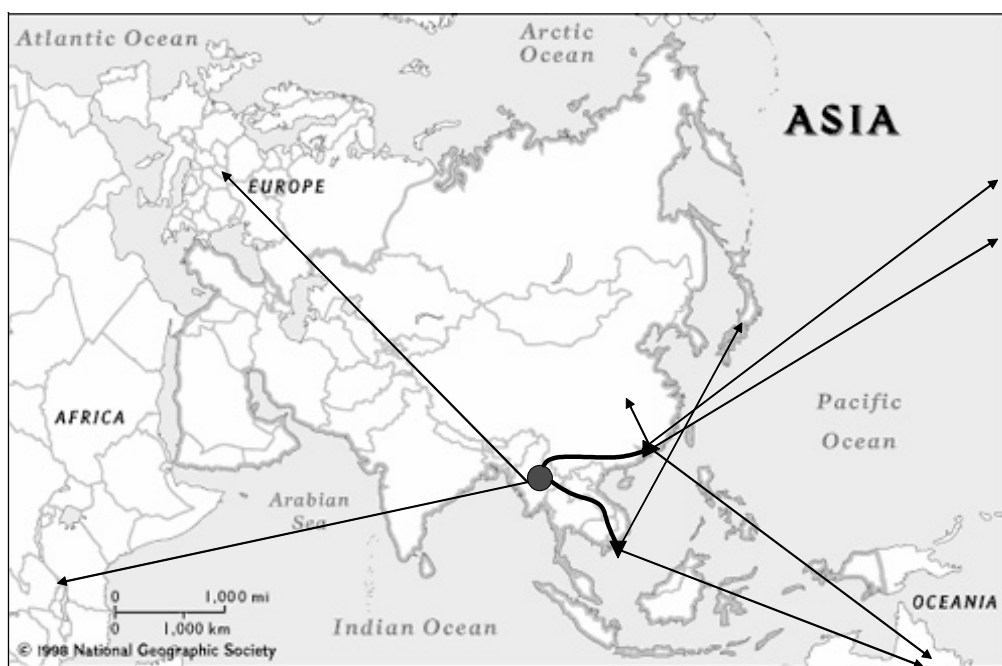 Atlantic Ocean
Arctic
Ocean
ASIA
EUROPE
AFRICA
Pacific
Ocean
Arabian
Sea
OCEANIA
0 1,000 mi
0 1,000 km
Indian Ocean
© 1998 National Geographic Society